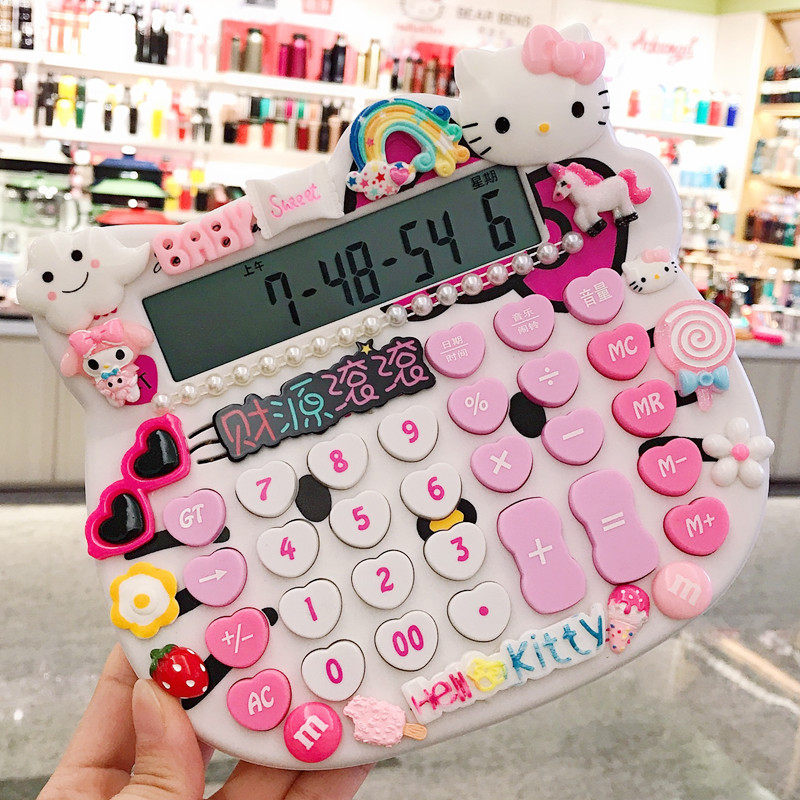 BEAR BENS
Sweet
BABY
星期
上午
7-48-54 6
音量
音乐
闹铃
日期
时间
MC
÷
MR
%
财源滚滚
−
9
×
M-
8
7
6
GT
=
M+
5
+
4
3
→
2
m
1
•
+/-
00
Kitty
0
Hello
AC
m